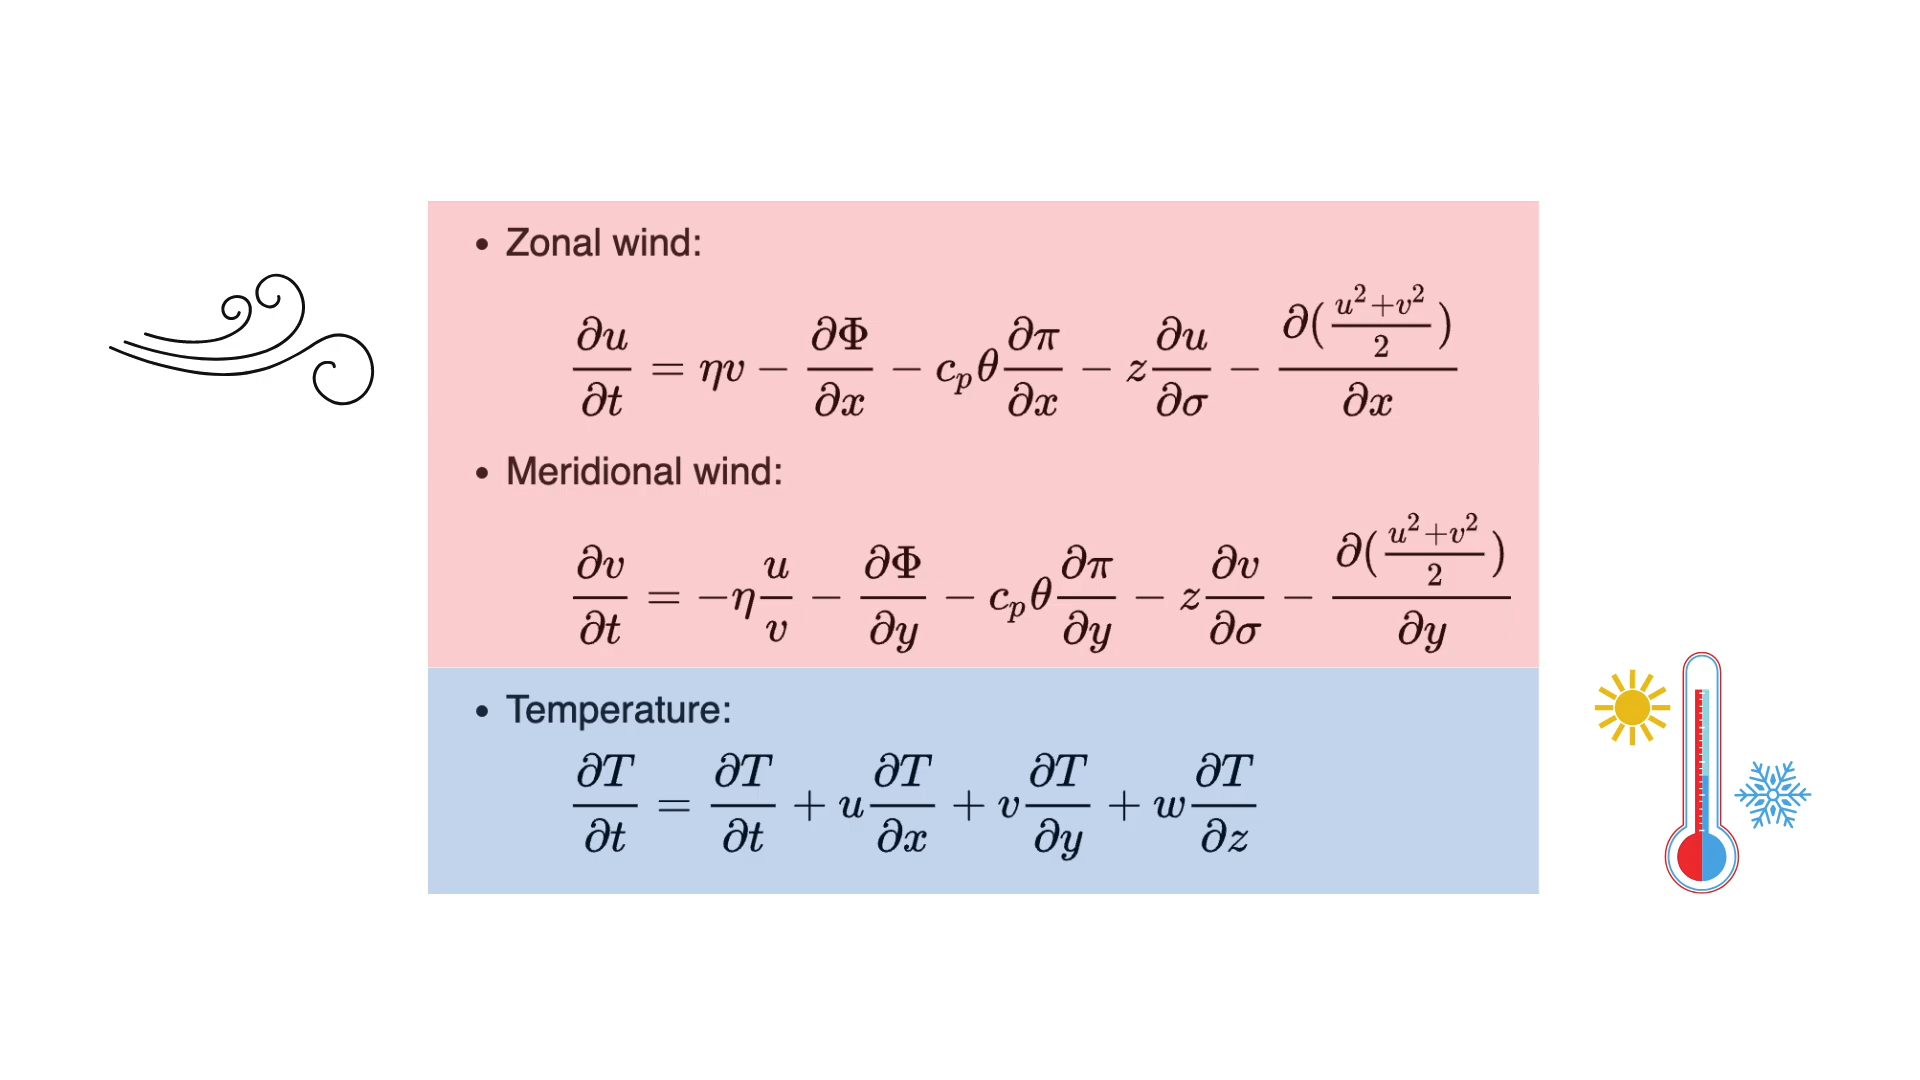 • Zonal wind:
∂u/∂t = ηv − ∂Φ/∂x − c_pθ ∂π/∂x − z ∂u/∂σ − ∂((u²+v²)/2)/∂x
• Meridional wind:
∂v/∂t = −η u/v − ∂Φ/∂y − c_pθ ∂π/∂y − z ∂v/∂σ − ∂((u²+v²)/2)/∂y
• Temperature:
∂T/∂t = ∂T/∂t + u ∂T/∂x + v ∂T/∂y + w ∂T/∂z